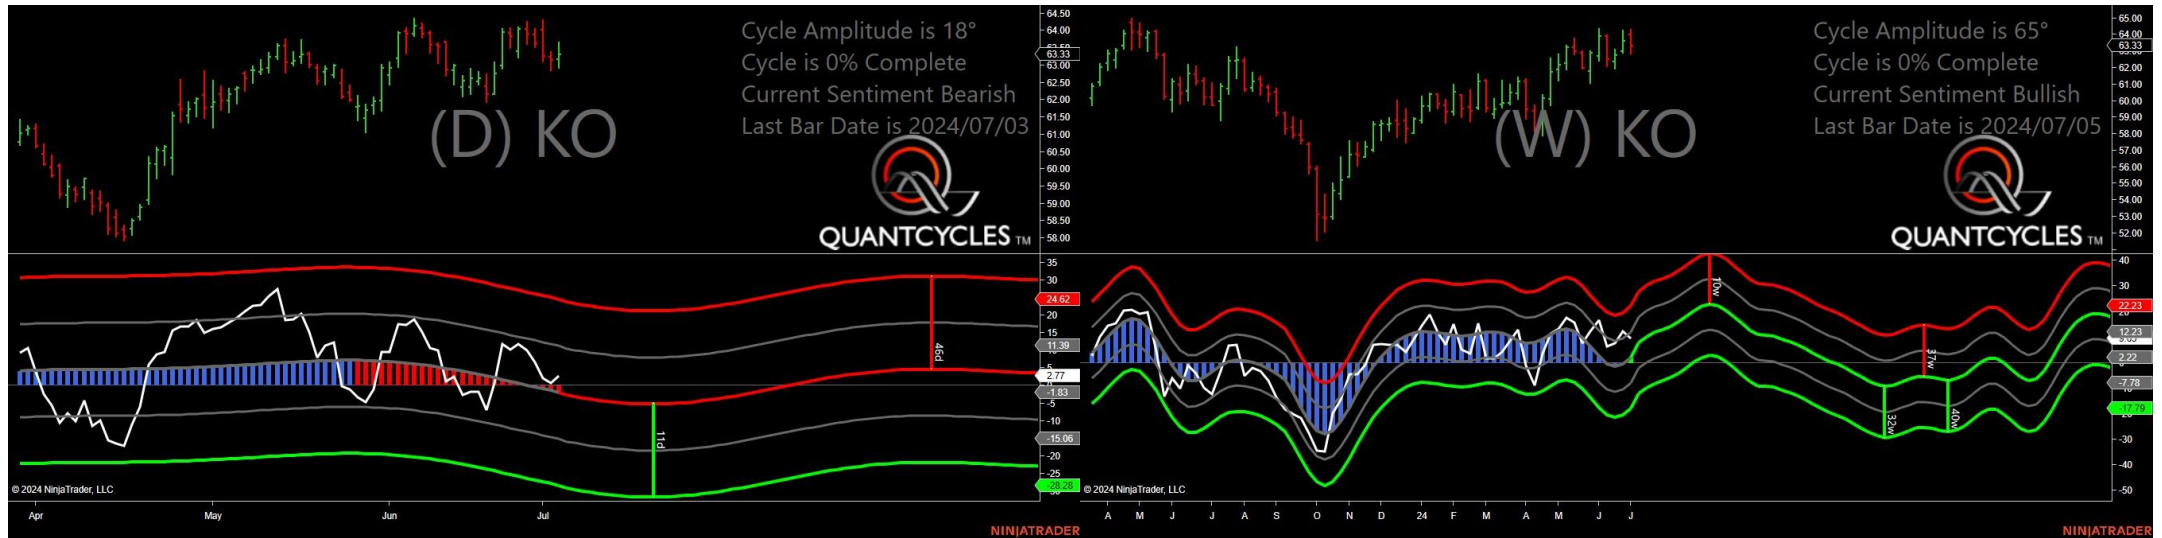 Cycle Amplitude is 18°
Cycle is 0% Complete
Current Sentiment Bearish
Last Bar Date is 2024/07/03
(D) KO
QUANTCYCLES TM
64.50
64.00
63.33
63.00
62.50
62.00
61.50
61.00
60.50
60.00
59.50
59.00
58.50
58.00
35
30
24.62
20
15
11.39
5
2.77
-1.83
-5
-10
-15.06
-20
-25
-28.28
46d
11d
© 2024 NinjaTrader, LLC
Apr May Jun Jul
NINJATRADER
Cycle Amplitude is 65°
Cycle is 0% Complete
Current Sentiment Bullish
Last Bar Date is 2024/07/05
(W) KO
QUANTCYCLES TM
65.00
64.00
63.33
62.00
61.00
60.00
59.00
58.00
57.00
56.00
55.00
54.00
53.00
52.00
40
30
22.23
12.23
2.22
-7.78
-17.79
-30
-40
-50
10w
37w
32w
40w
© 2024 NinjaTrader, LLC
A M J J A S O N D 24 F M A M J J
NINJATRADER